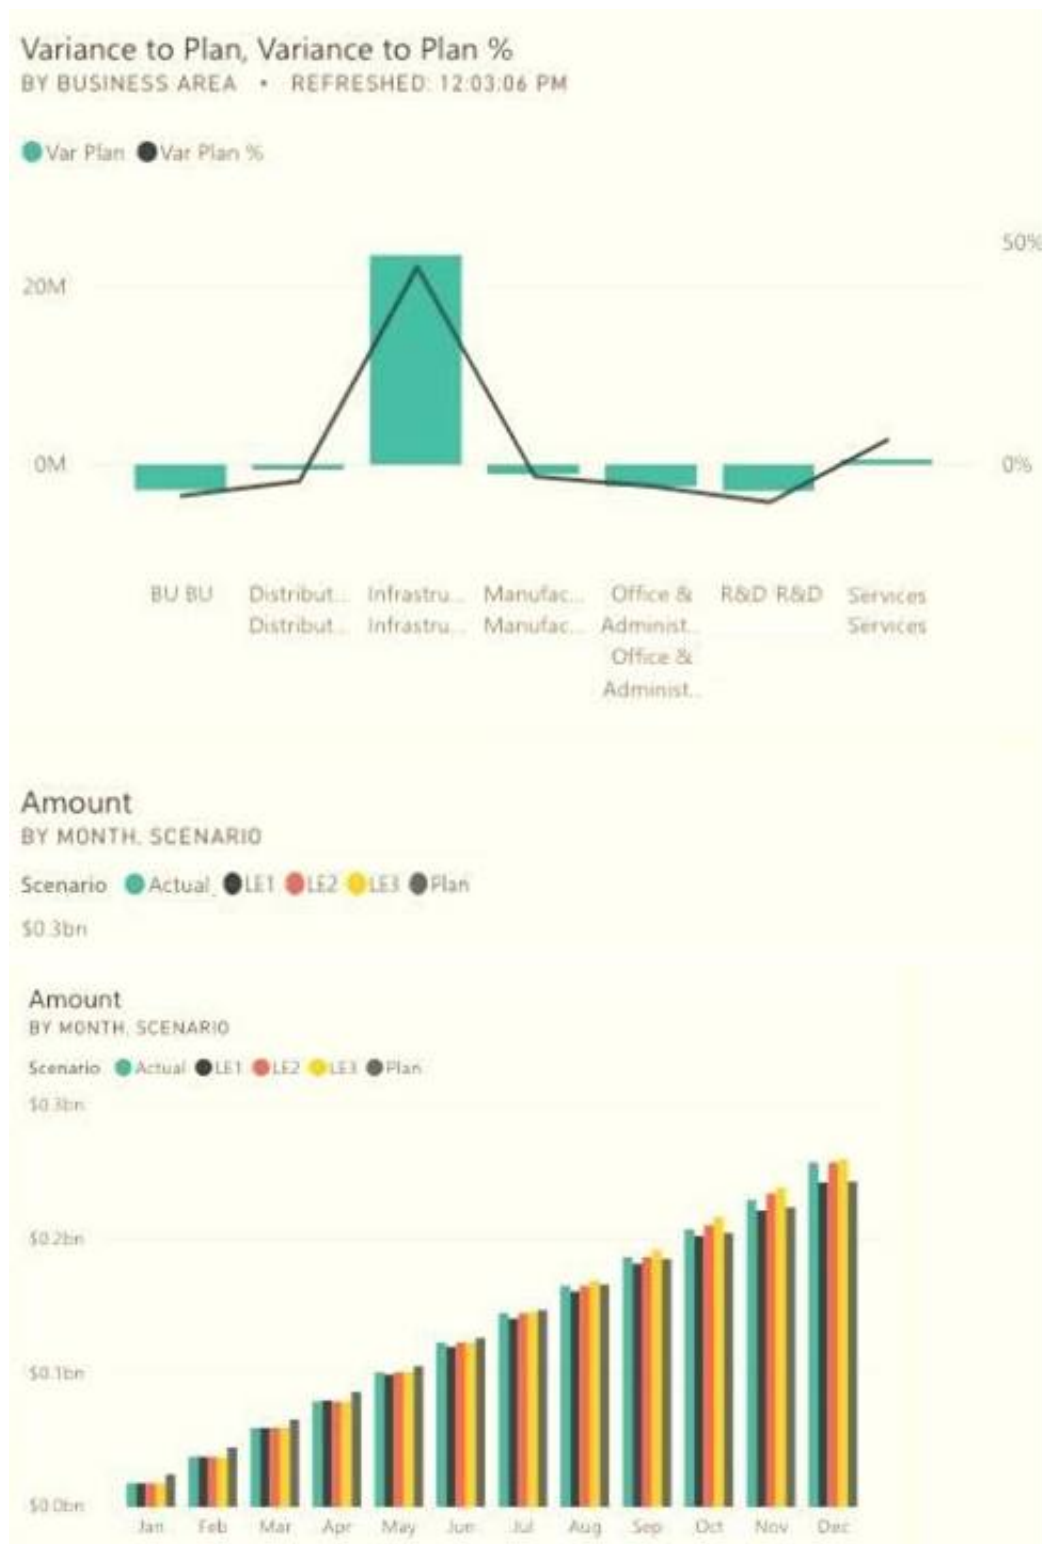 Variance to Plan, Variance to Plan %
BY BUSINESS AREA • REFRESHED: 12:03:06 PM
Var Plan Var Plan %
50%
20M
0M 0%
BU BU Distribut... Infrastru... Manufac... Office & R&D R&D Services
Distribut... Infrastru... Manufac... Administ... Services
Office &
Administ...
Amount
BY MONTH, SCENARIO
Scenario Actual LE1 LE2 LE3 Plan
$0.3bn
Amount
BY MONTH, SCENARIO
Scenario Actual LE1 LE2 LE3 Plan
$0.3bn
$0.2bn
$0.1bn
$0.0bn
Jan Feb Mar Apr May Jun Jul Aug Sep Oct Nov Dec